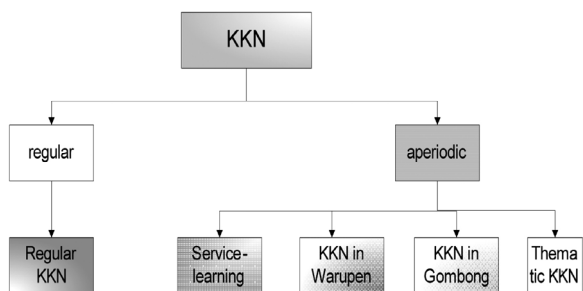 KKN
regular
aperiodic
Regular
KKN
Service-
learning
KKN in
Warupen
KKN in
Gombong
Thema
tic KKN